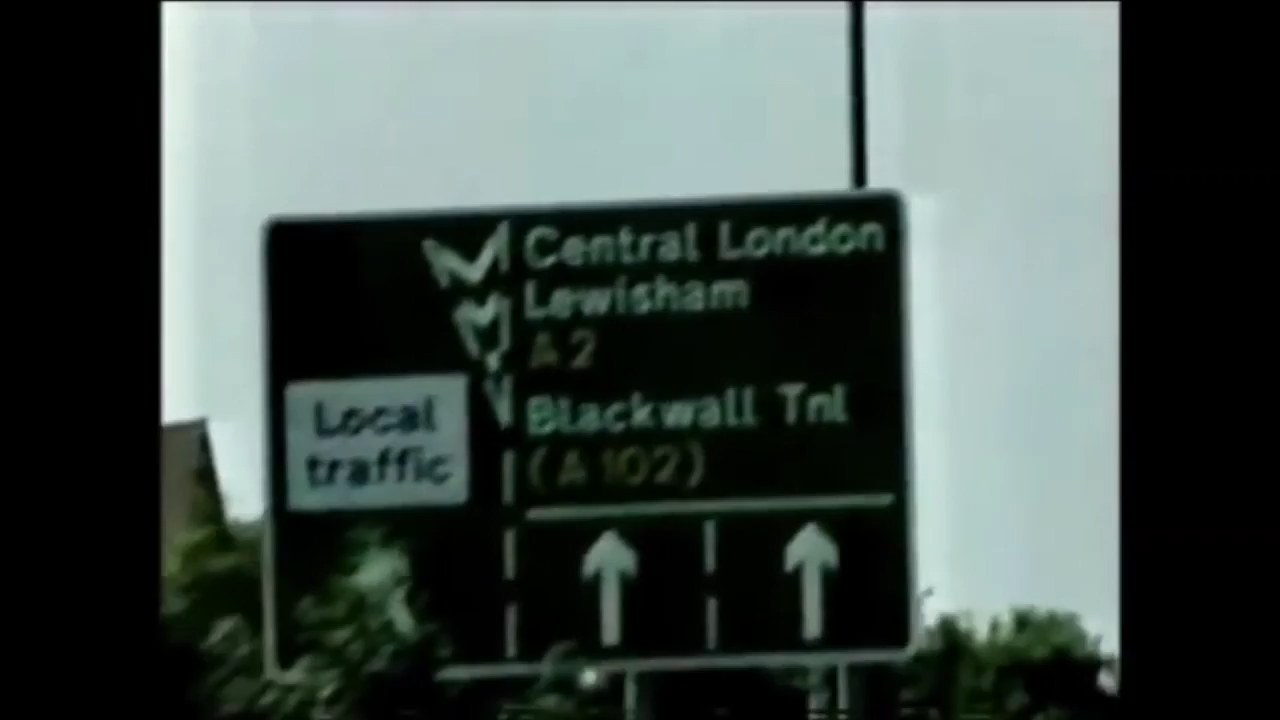 Central London
Lewisham
A2
Blackwall Tnl
(A102)
Local
traffic